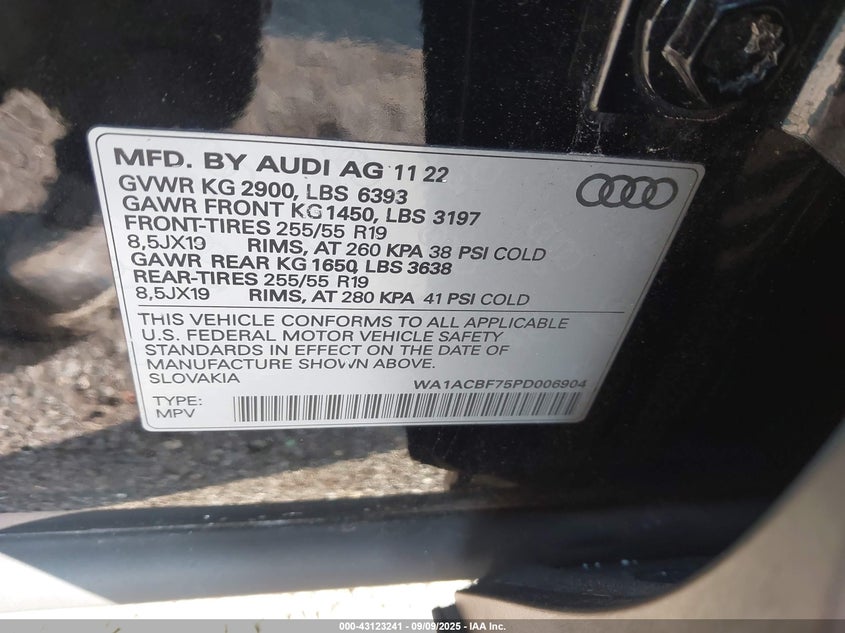 MFD. BY AUDI AG 11 22
GVWR KG 2900, LBS 6393
GAWR FRONT KG 1450, LBS 3197
FRONT-TIRES 255/55 R19
8,5JX19 RIMS, AT 260 KPA 38 PSI COLD
GAWR REAR KG 1650, LBS 3638
REAR-TIRES 255/55 R19
8,5JX19 RIMS, AT 280 KPA 41 PSI COLD
THIS VEHICLE CONFORMS TO ALL APPLICABLE
U.S. FEDERAL MOTOR VEHICLE SAFETY
STANDARDS IN EFFECT ON THE DATE OF
MANUFACTURE SHOWN ABOVE.
SLOVAKIA WA1ACBF75PD006904
TYPE:
MPV
000-43123241 - 09/09/2025 - IAA Inc.